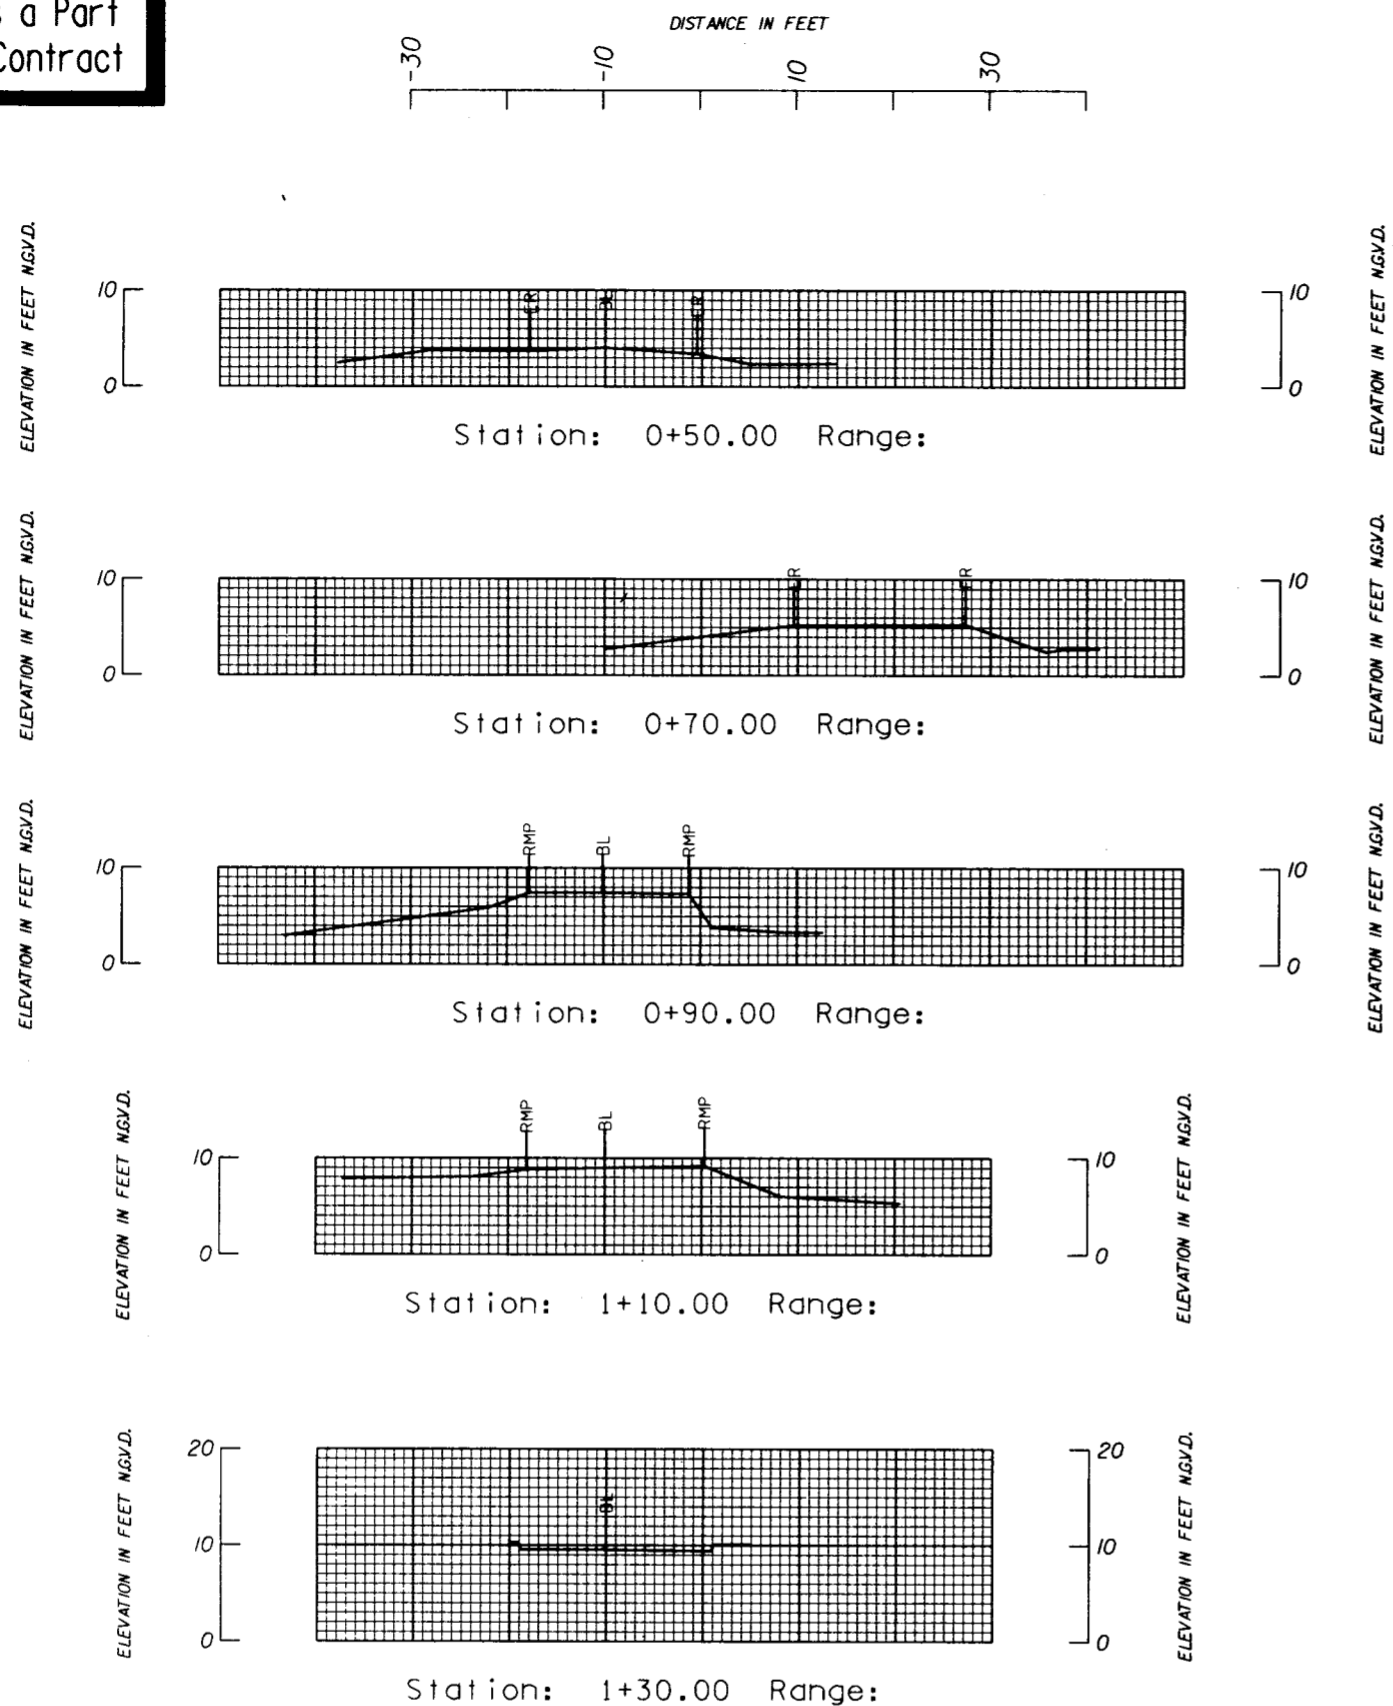 s a Part
Contract
DISTANCE IN FEET
-30 -10 10 30
ELEVATION IN FEET N.G.V.D.
10
0
BL
10
0
ELEVATION IN FEET N.G.V.D.
Station: 0+50.00 Range:
ELEVATION IN FEET N.G.V.D.
10
0
10
0
ELEVATION IN FEET N.G.V.D.
Station: 0+70.00 Range:
ELEVATION IN FEET N.G.V.D.
10
0
RMP BL RMP
10
0
ELEVATION IN FEET N.G.V.D.
Station: 0+90.00 Range:
ELEVATION IN FEET N.G.V.D.
10
0
RMP BL RMP
10
0
ELEVATION IN FEET N.G.V.D.
Station: 1+10.00 Range:
ELEVATION IN FEET N.G.V.D.
20
10
0
BL
20
10
0
ELEVATION IN FEET N.G.V.D.
Station: 1+30.00 Range: